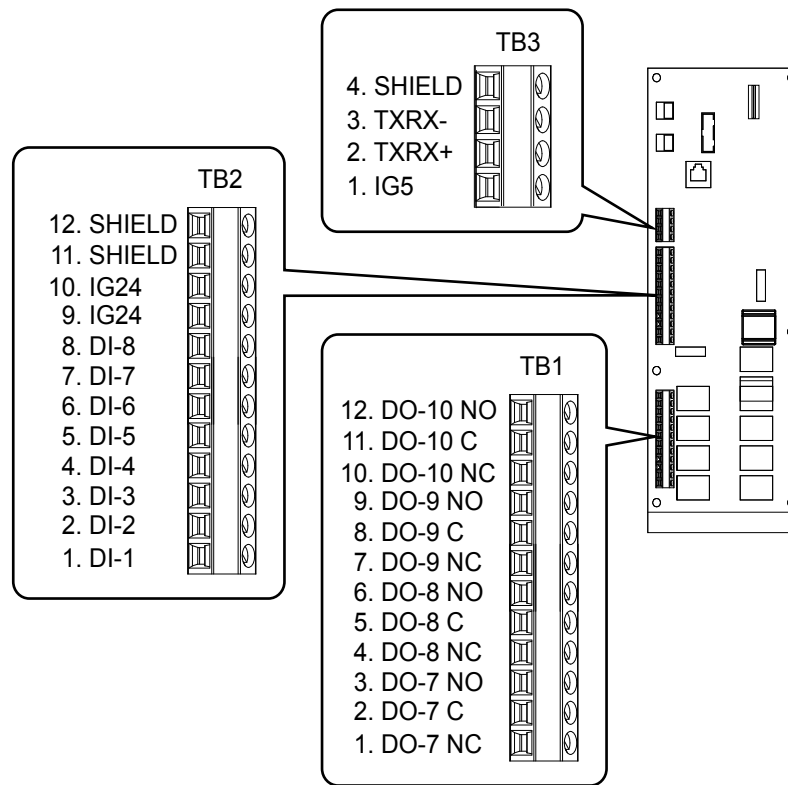 TB3
4. SHIELD
3. TXRX-
2. TXRX+
1. IG5
TB2
12. SHIELD
11. SHIELD
10. IG24
9. IG24
8. DI-8
7. DI-7
6. DI-6
5. DI-5
4. DI-4
3. DI-3
2. DI-2
1. DI-1
TB1
12. DO-10 NO
11. DO-10 C
10. DO-10 NC
9. DO-9 NO
8. DO-9 C
7. DO-9 NC
6. DO-8 NO
5. DO-8 C
4. DO-8 NC
3. DO-7 NO
2. DO-7 C
1. DO-7 NC